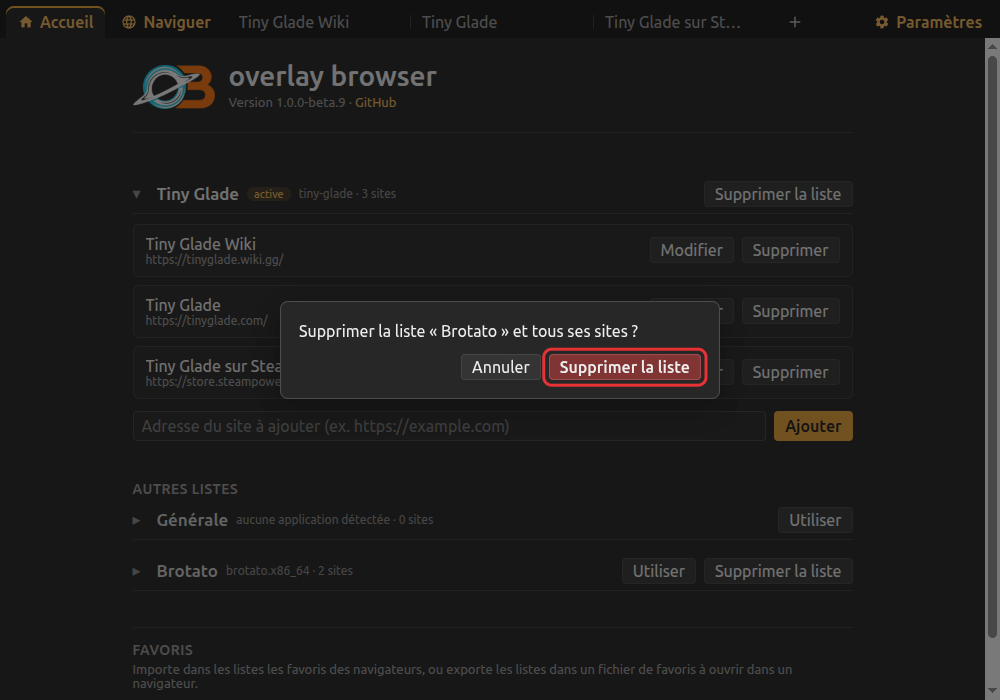 Accueil
Naviguer
Tiny Glade Wiki
Tiny Glade
Tiny Glade sur St...
+
Paramètres
overlay browser
Version 1.0.0-beta.9 · GitHub
Tiny Glade active tiny-glade · 3 sites
Supprimer la liste
Tiny Glade Wiki
https://tinyglade.wiki.gg/
Modifier
Supprimer
Tiny Glade
https://tinyglade.com/
Supprimer
Tiny Glade sur
https://store.
Supprimer
Supprimer la liste « Brotato » et tous ses sites ?
Annuler
Supprimer la liste
Adresse du site à ajouter (ex. https://example.com)
Ajouter
AUTRES LISTES
Générale aucune application détectée · 0 sites
Utiliser
Brotato brotato.x86_64 · 2 sites
Utiliser
Supprimer la liste
FAVORIS
Importe dans les listes les favoris des navigateurs, ou exporte les listes dans un fichier de favoris à ouvrir dans un
navigateur.